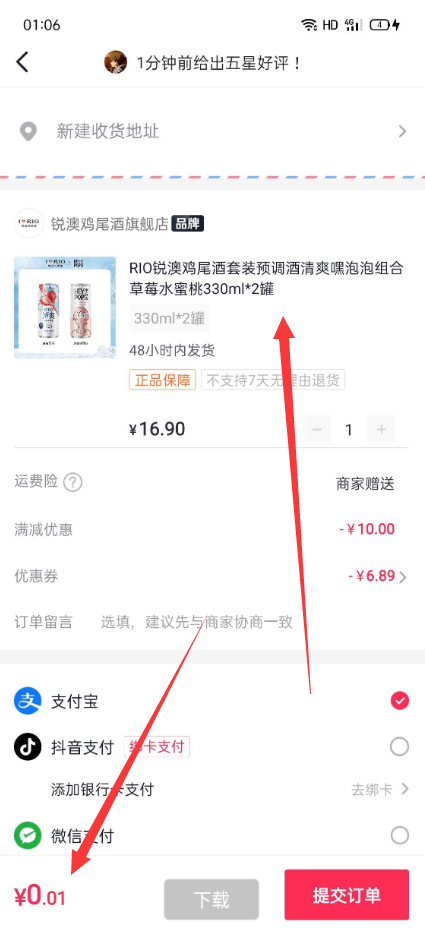 01:06
HD 4G 4
1分钟前给出五星好评！
新建收货地址
I RIO
锐澳鸡尾酒旗舰店 品牌
RIO锐澳鸡尾酒套装预调酒清爽嘿泡泡组合
草莓水蜜桃330ml*2罐
330ml*2罐
48小时内发货
正品保障 不支持7天无理由退货
¥16.90
− 1 +
运费险 ? 商家赠送
满减优惠 -¥10.00
优惠券 -¥6.89
订单留言 选填，建议先与商家协商一致
支付宝
抖音支付 绑卡支付
添加银行卡支付 去绑卡
微信支付
¥0.01 下载 提交订单